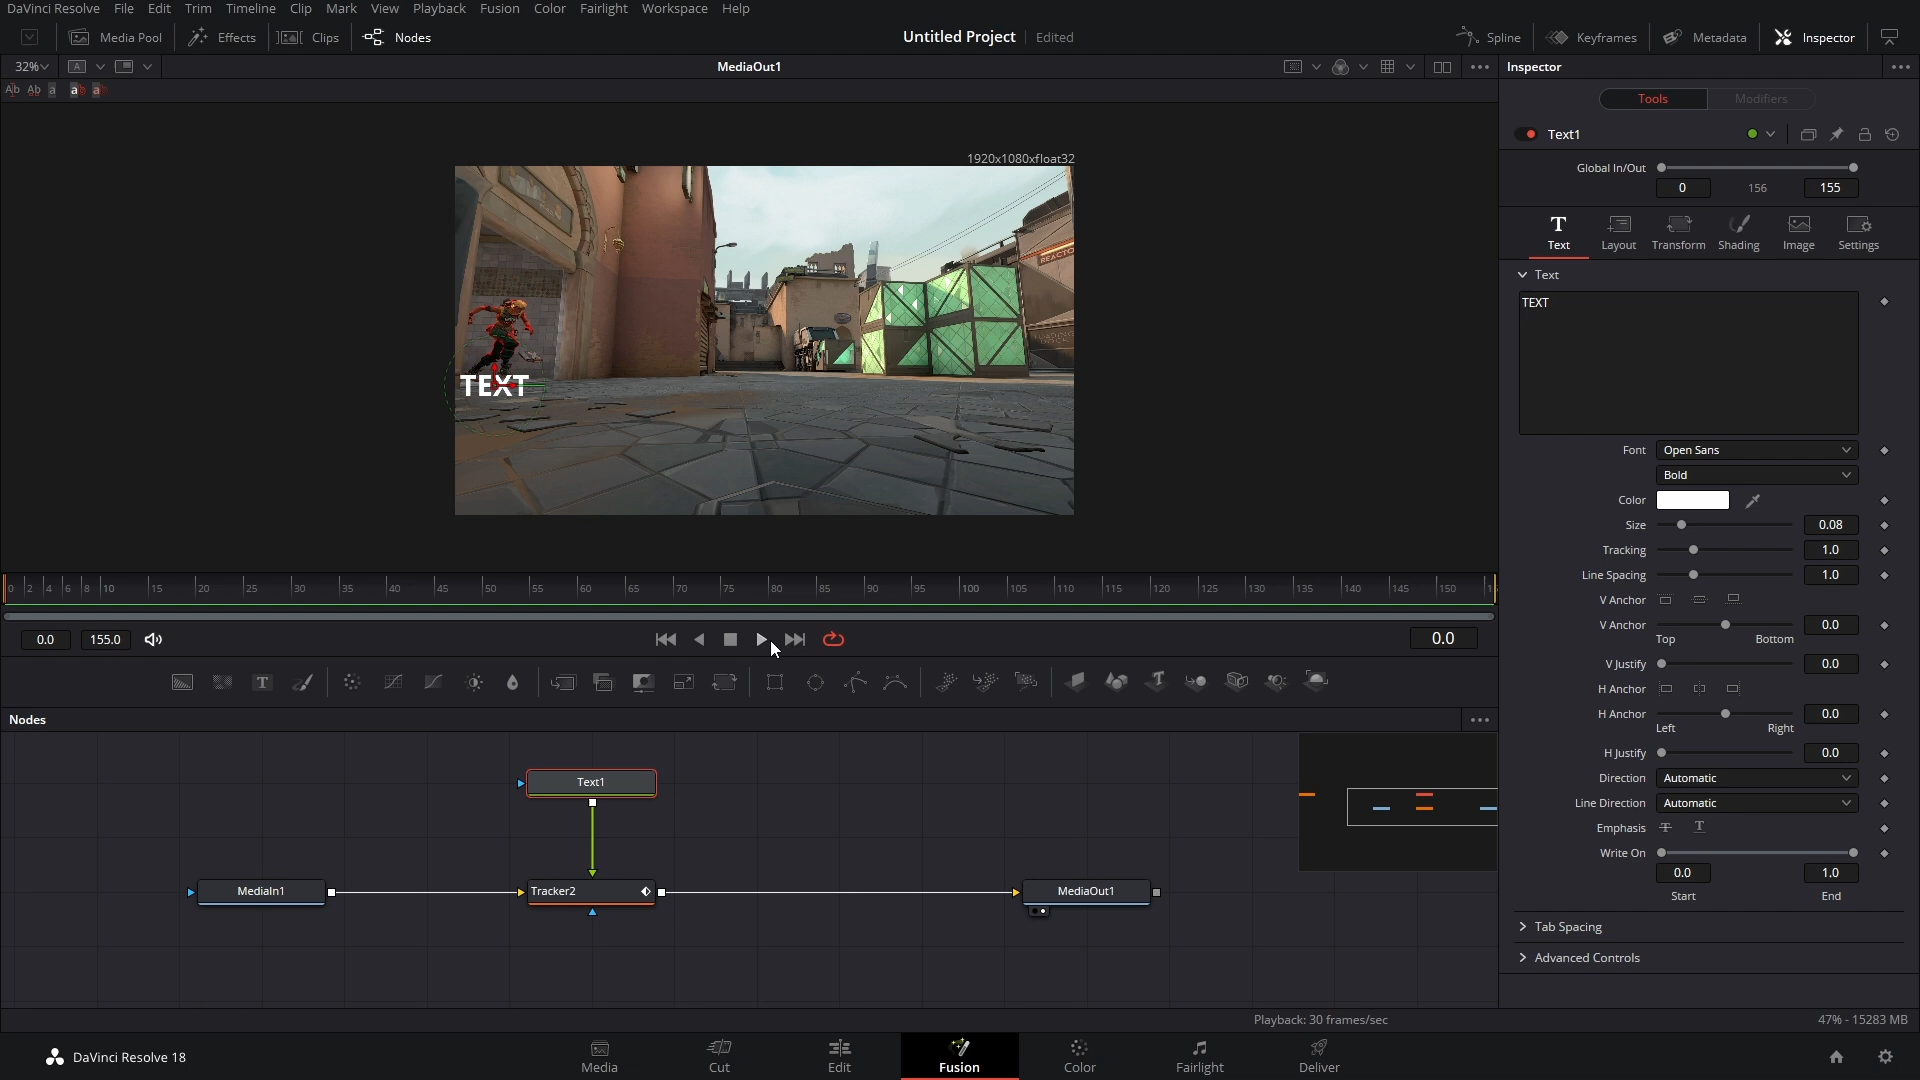 DaVinci Resolve File Edit Trim Timeline Clip Mark View Playback Fusion Color Fairlight Workspace Help
Media Pool Effects Clips Nodes Untitled Project Edited Spline Keyframes Metadata Inspector
32% A MediaOut1 Inspector
Ab Ab a a a
Tools Modifiers
Text1
1920x1080xfloat32
Global In/Out
0 156 155
Text Layout Transform Shading Image Settings
Text
TEXT
REACTO
LOADING
DOCK
TEXT
Font Open Sans
Bold
Color
Size 0.08
Tracking 1.0
Line Spacing 1.0
V Anchor
V Anchor 0.0
Top Bottom
V Justify 0.0
H Anchor
H Anchor 0.0
Left Right
H Justify 0.0
Direction Automatic
Line Direction Automatic
Emphasis T T
Write On
0.0 1.0
Start End
Tab Spacing
Advanced Controls
0 2 4 6 8 10 15 20 25 30 35 40 45 50 55 60 65 70 75 80 85 90 95 100 105 110 115 120 125 130 135 140 145 150
0.0 155.0 0.0
Nodes
Text1
MediaIn1 Tracker2 MediaOut1
Playback: 30 frames/sec 47% - 15283 MB
DaVinci Resolve 18 Media Cut Edit Fusion Color Fairlight Deliver